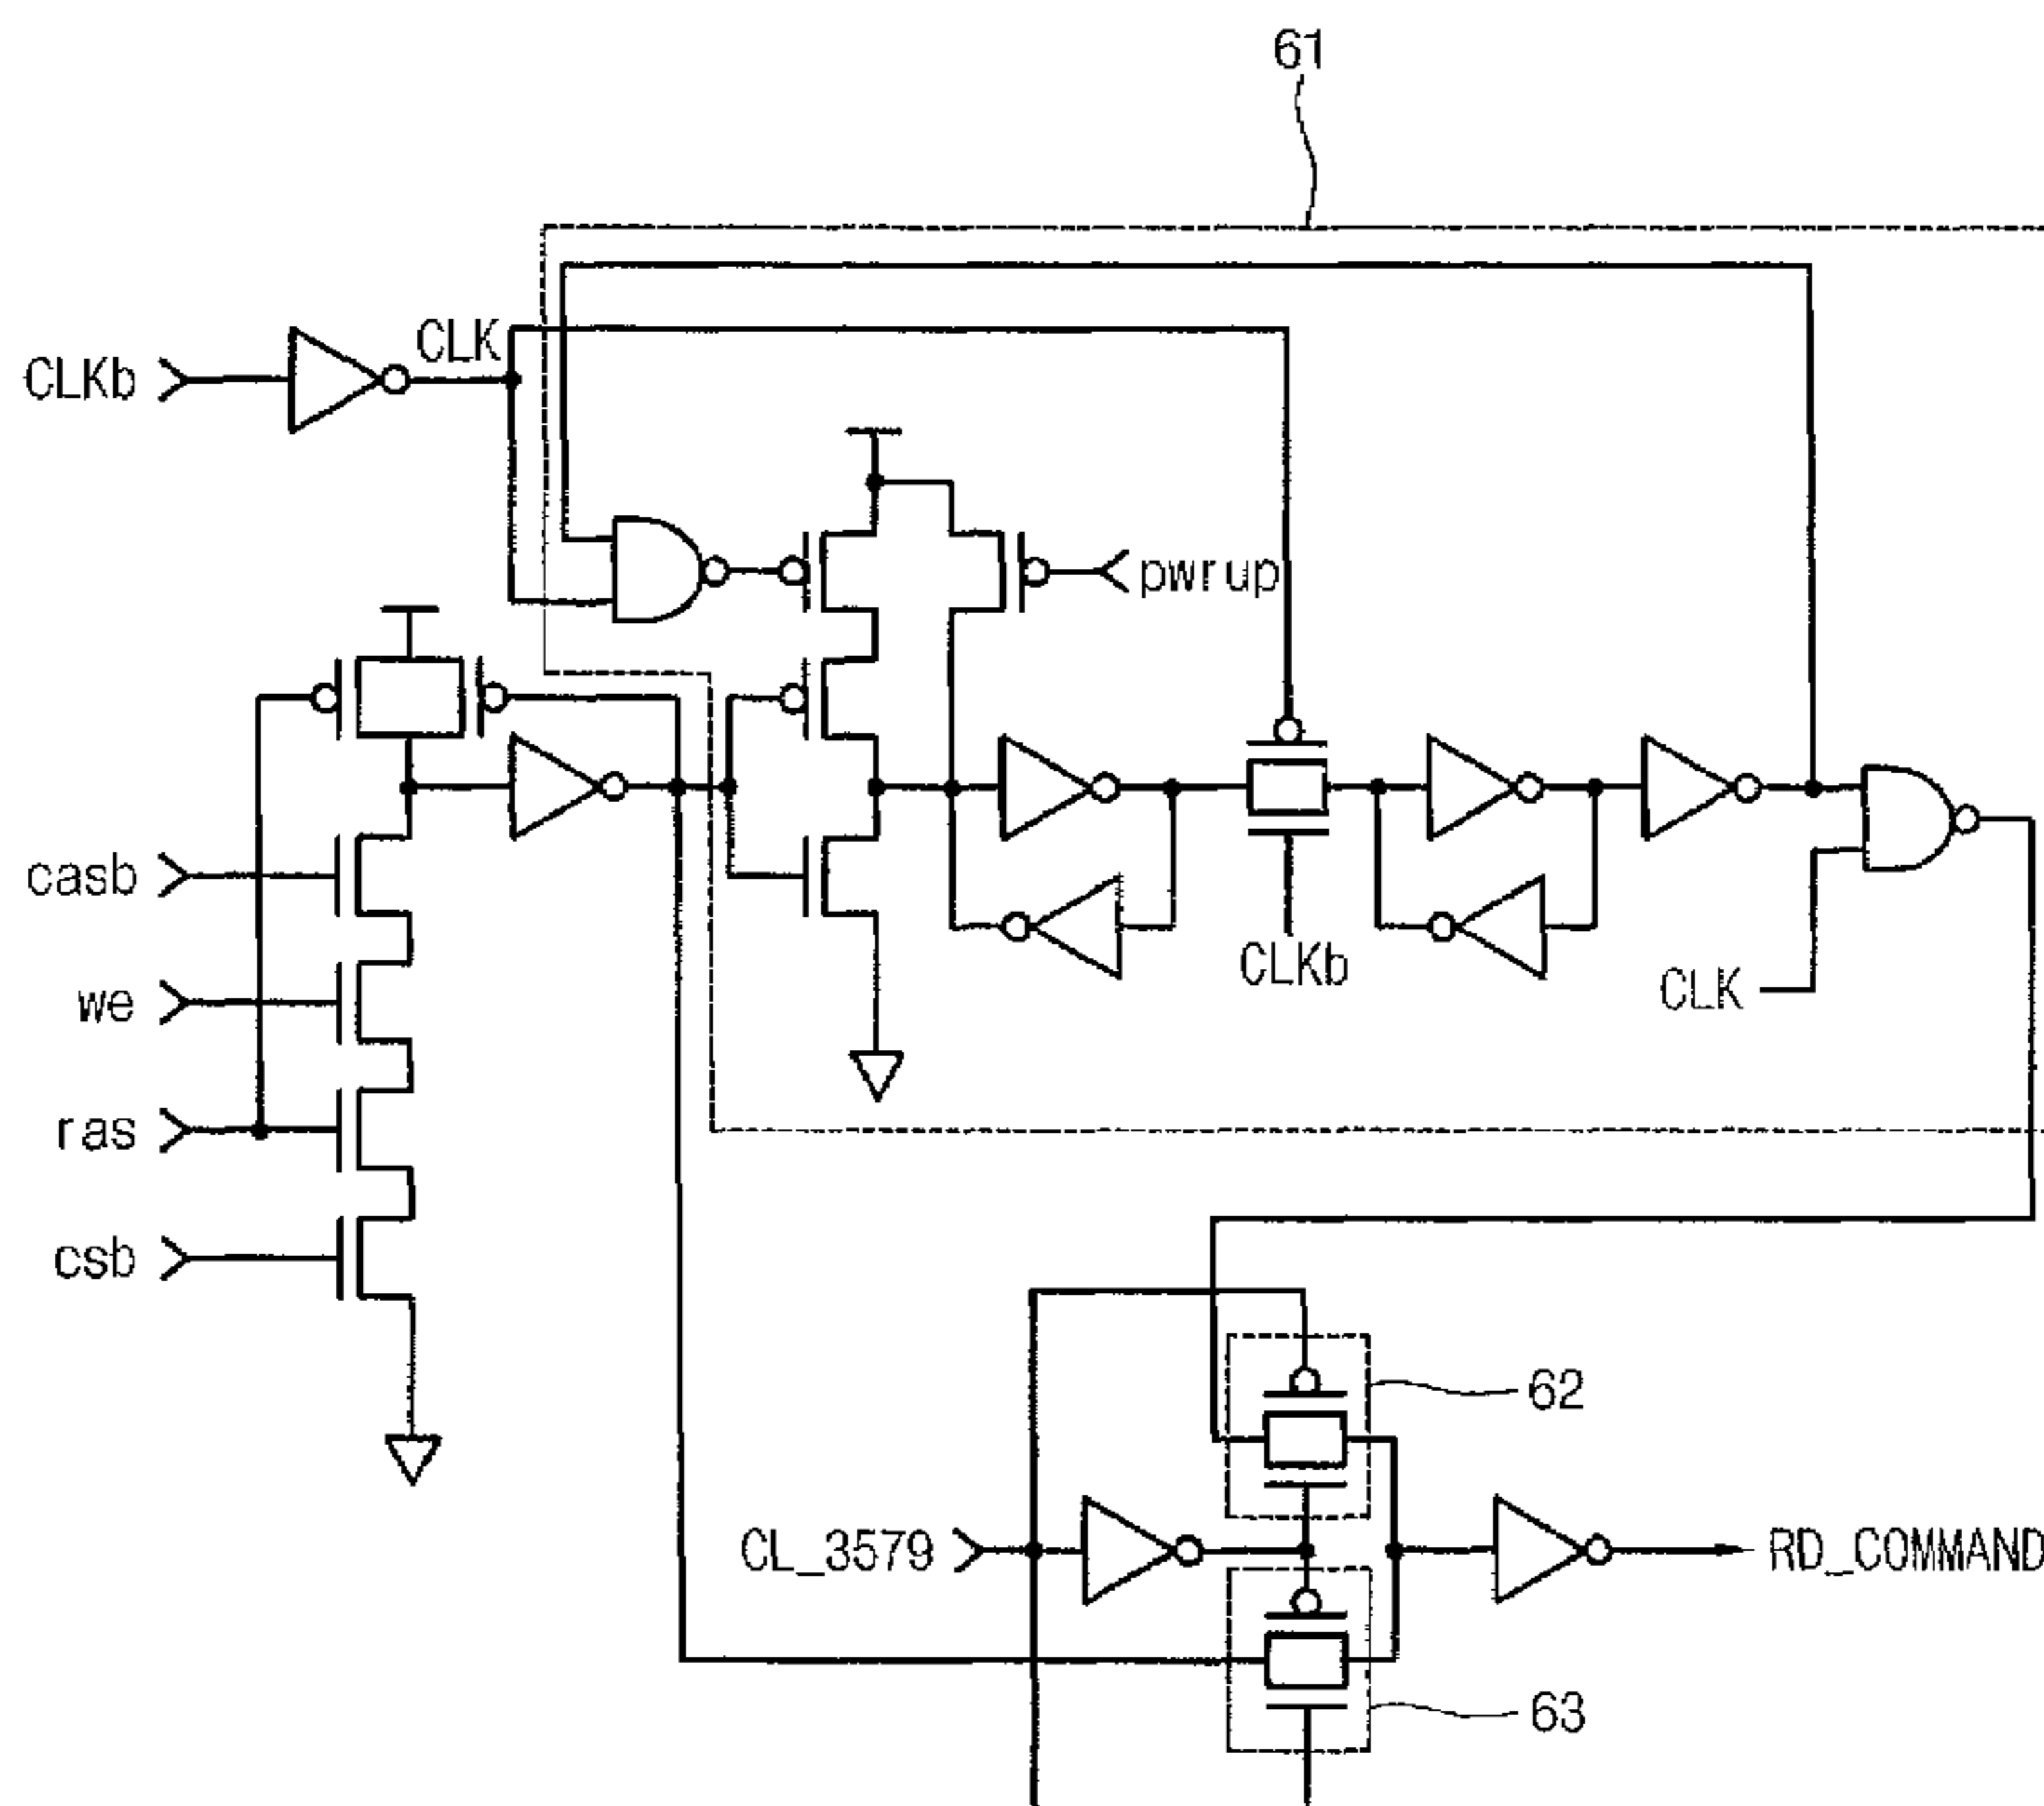 61
CLK
CLKb
pwrup
casb
CLKb
we
CLK
ras
csb
62
CL_3579
RD_COMMAND
63